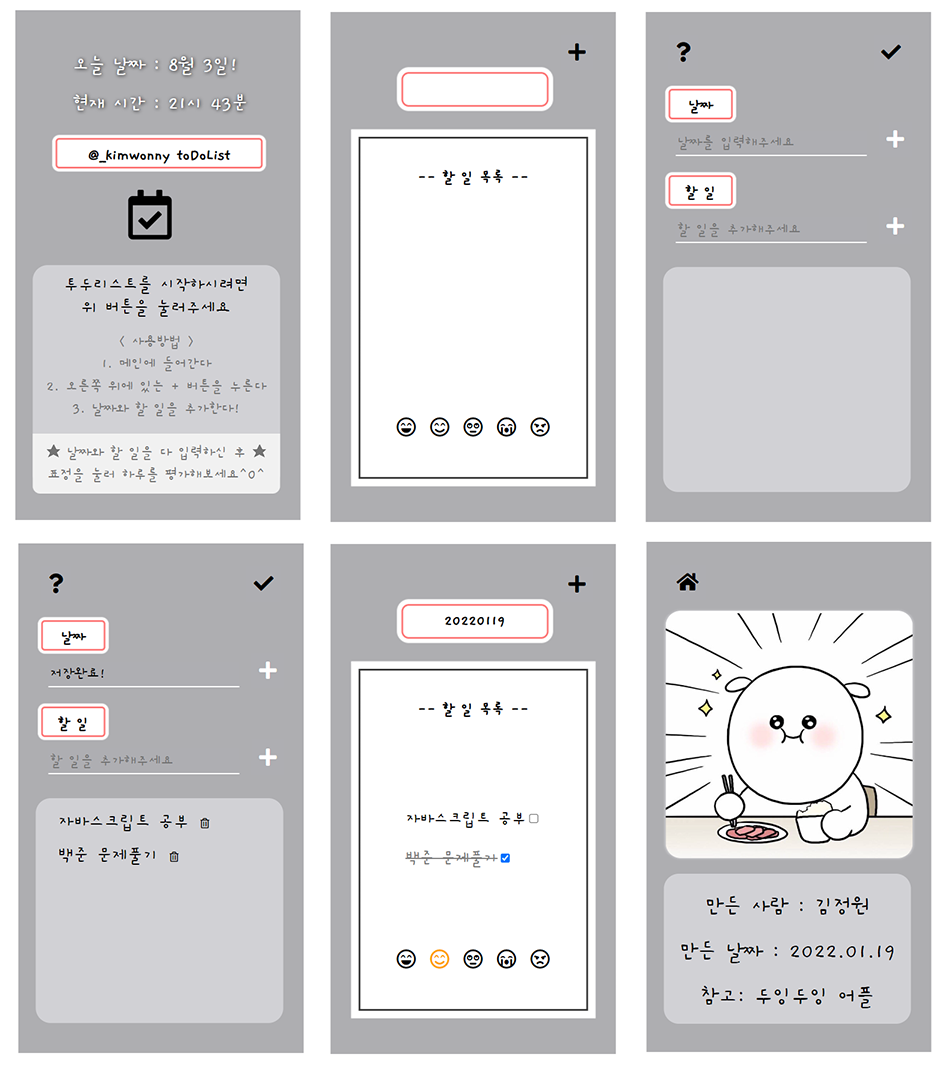 오늘 날짜 : 8월 3일!
현재 시간 : 21시 43분
@_kimwonny toDoList
투두리스트를 시작하시려면
위 버튼을 눌러주세요
< 사용방법 >
1. 메인에 들어간다
2. 오른쪽 위에 있는 + 버튼을 누른다
3. 날짜와 할 일을 추가한다!
★ 날짜와 할 일을 다 입력하신 후 ★
표정을 눌러 하루를 평가해보세요^0^
+
-- 할 일 목록 --
?
날짜
날짜를 입력해주세요
+
할 일
할 일을 추가해주세요
+
?
날짜
저장완료!
+
할 일
할 일을 추가해주세요
+
자바스크립트 공부
백준 문제풀기
+
20220119
-- 할 일 목록 --
자바스크립트 공부
백준 문제풀기
만든 사람 : 김정원
만든 날짜 : 2022.01.19
참고: 두잉두잉 어플